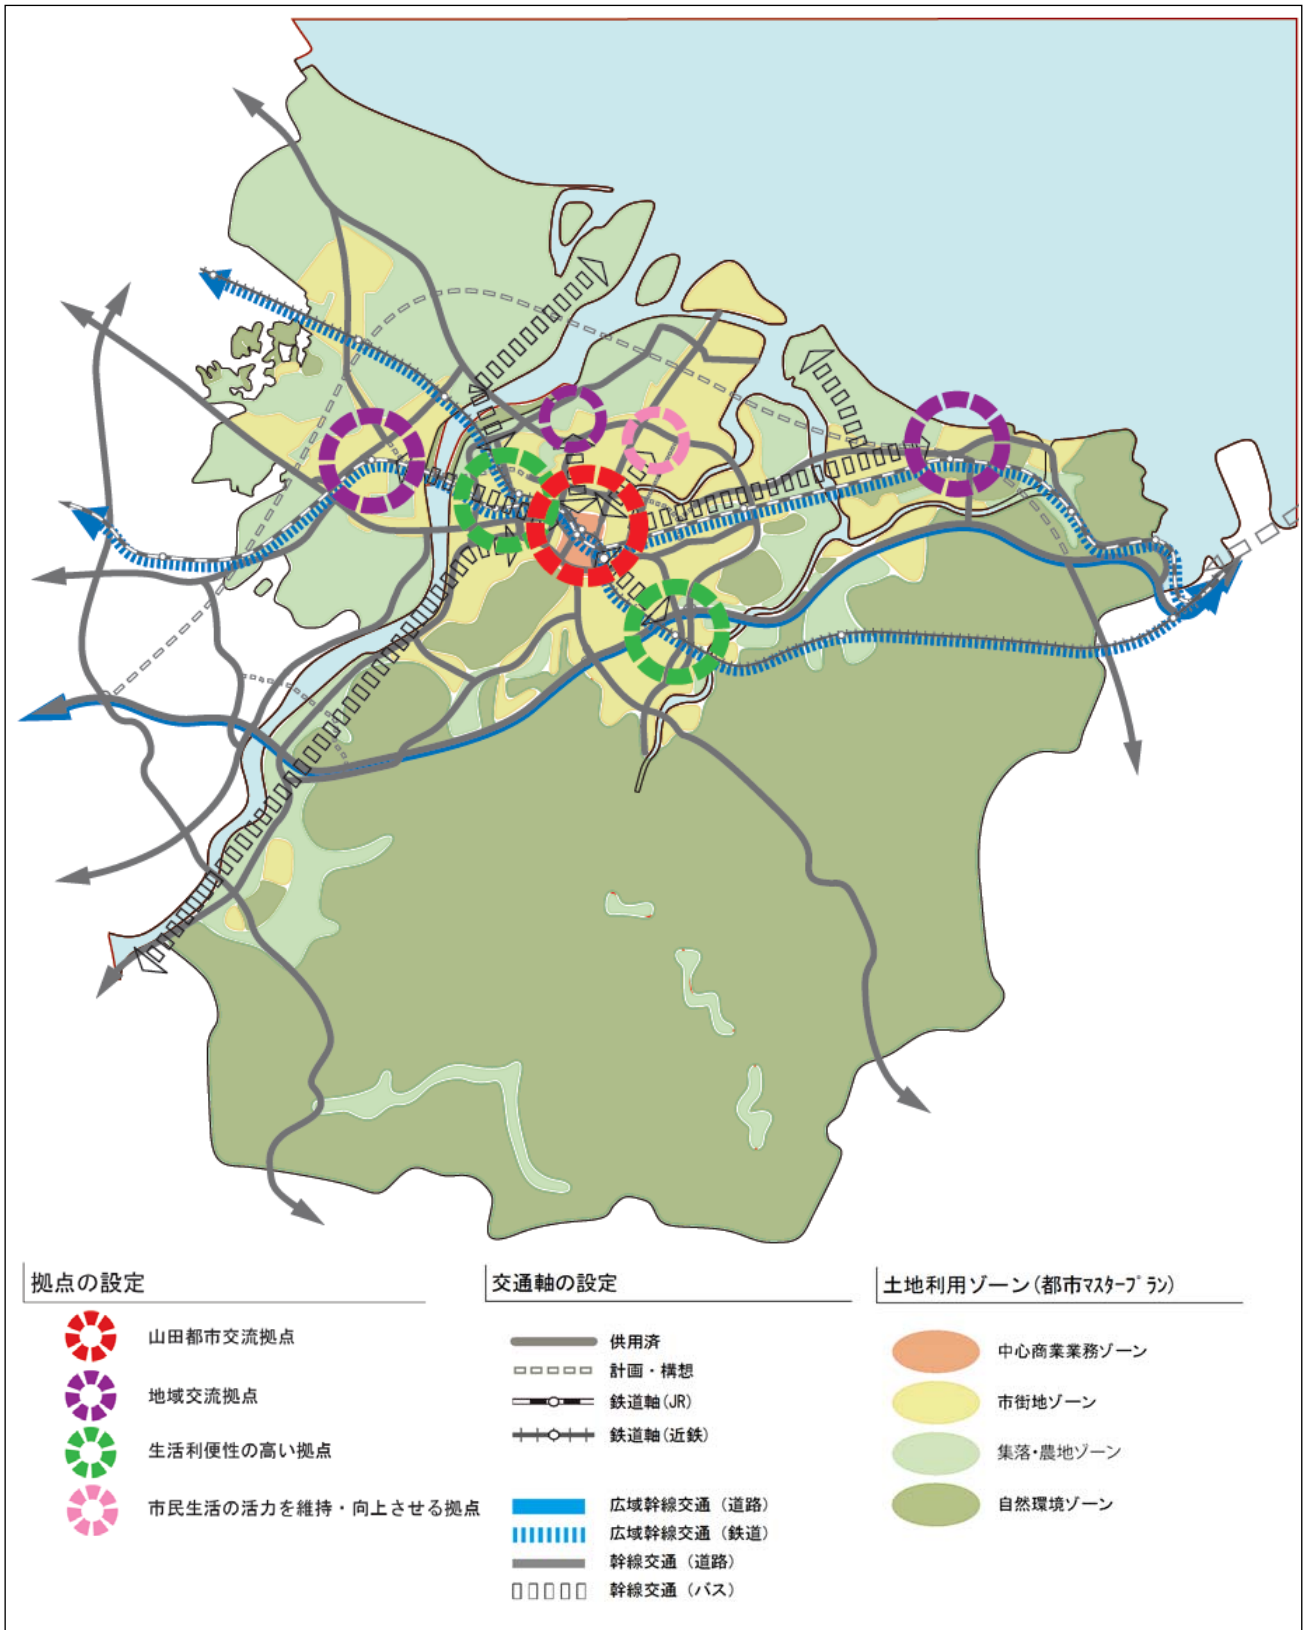 拠点の設定
山田都市交流拠点
地域交流拠点
生活利便性の高い拠点
市民生活の活力を維持・向上させる拠点
交通軸の設定
供用済
計画・構想
鉄道軸(JR)
鉄道軸(近鉄)
広域幹線交通（道路）
広域幹線交通（鉄道）
幹線交通（道路）
幹線交通（バス）
土地利用ゾーン(都市ﾏｽﾀｰﾌﾟﾗﾝ)
中心商業業務ゾーン
市街地ゾーン
集落・農地ゾーン
自然環境ゾーン